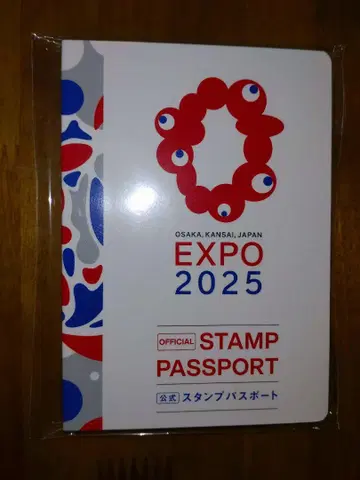 OSAKA, KANSAI, JAPAN
EXPO
2025
OFFICIAL STAMP
PASSPORT
公式 スタンプパスポート